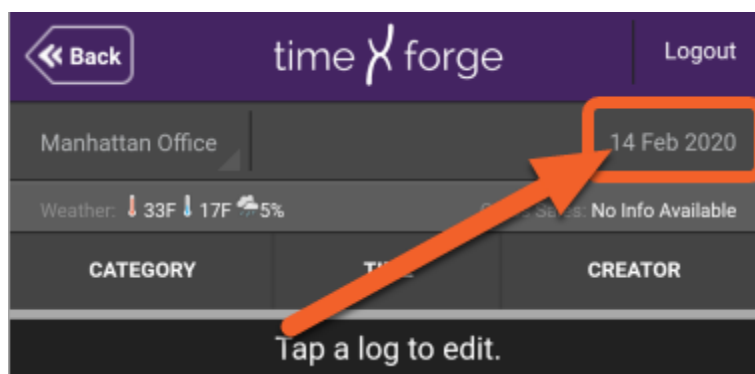 Back
time forge
Logout
Manhattan Office
14 Feb 2020
Weather: 33F 17F 5%
Sales: No Info Available
CATEGORY
CREATOR
Tap a log to edit.